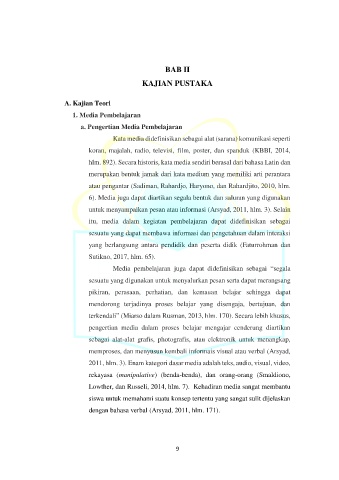 BAB II
KAJIAN PUSTAKA
A. Kajian Teori
1. Media Pembelajaran
a. Pengertian Media Pembelajaran
Kata media didefinisikan sebagai alat (sarana) komunikasi seperti
koran, majalah, radio, televisi, film, poster, dan spanduk (KBBI, 2014,
hlm. 892). Secara historis, kata media sendiri berasal dari bahasa Latin dan
merupakan bentuk jamak dari kata medium yang memiliki arti perantara
atau pengantar (Sadiman, Rahardjo, Haryono, dan Rahardjito, 2010, hlm.
6). Media juga dapat diartikan segala bentuk dan saluran yang digunakan
untuk menyampaikan pesan atau informasi (Arsyad, 2011, hlm. 3). Selain
itu, media dalam kegiatan pembelajaran dapat didefinisikan sebagai
sesuatu yang dapat membawa informasi dan pengetahuan dalam interaksi
yang berlangsung antara pendidik dan peserta didik (Faturrohman dan
Sutikno, 2017, hlm. 65).
Media pembelajaran juga dapat didefinisikan sebagai “segala
sesuatu yang digunakan untuk menyalurkan pesan serta dapat merangsang
pikiran, perasaan, perhatian, dan kemauan belajar sehingga dapat
mendorong terjadinya proses belajar yang disengaja, bertujuan, dan
terkendali” (Miarso dalam Rusman, 2013, hlm. 170). Secara lebih khusus,
pengertian media dalam proses belajar mengajar cenderung diartikan
sebagai alat-alat grafis, photografis, atau elektronik untuk menangkap,
memproses, dan menyusun kembali informasi visual atau verbal (Arsyad,
2011, hlm. 3). Enam kategori dasar media adalah teks, audio, visual, video,
rekayasa (manipulative) (benda-benda), dan orang-orang (Smaldiono,
Lowther, dan Russell, 2014, hlm. 7). Kehadiran media sangat membantu
siswa untuk memahami suatu konsep tertentu yang sangat sulit dijelaskan
dengan bahasa verbal (Arsyad, 2011, hlm. 171).
9